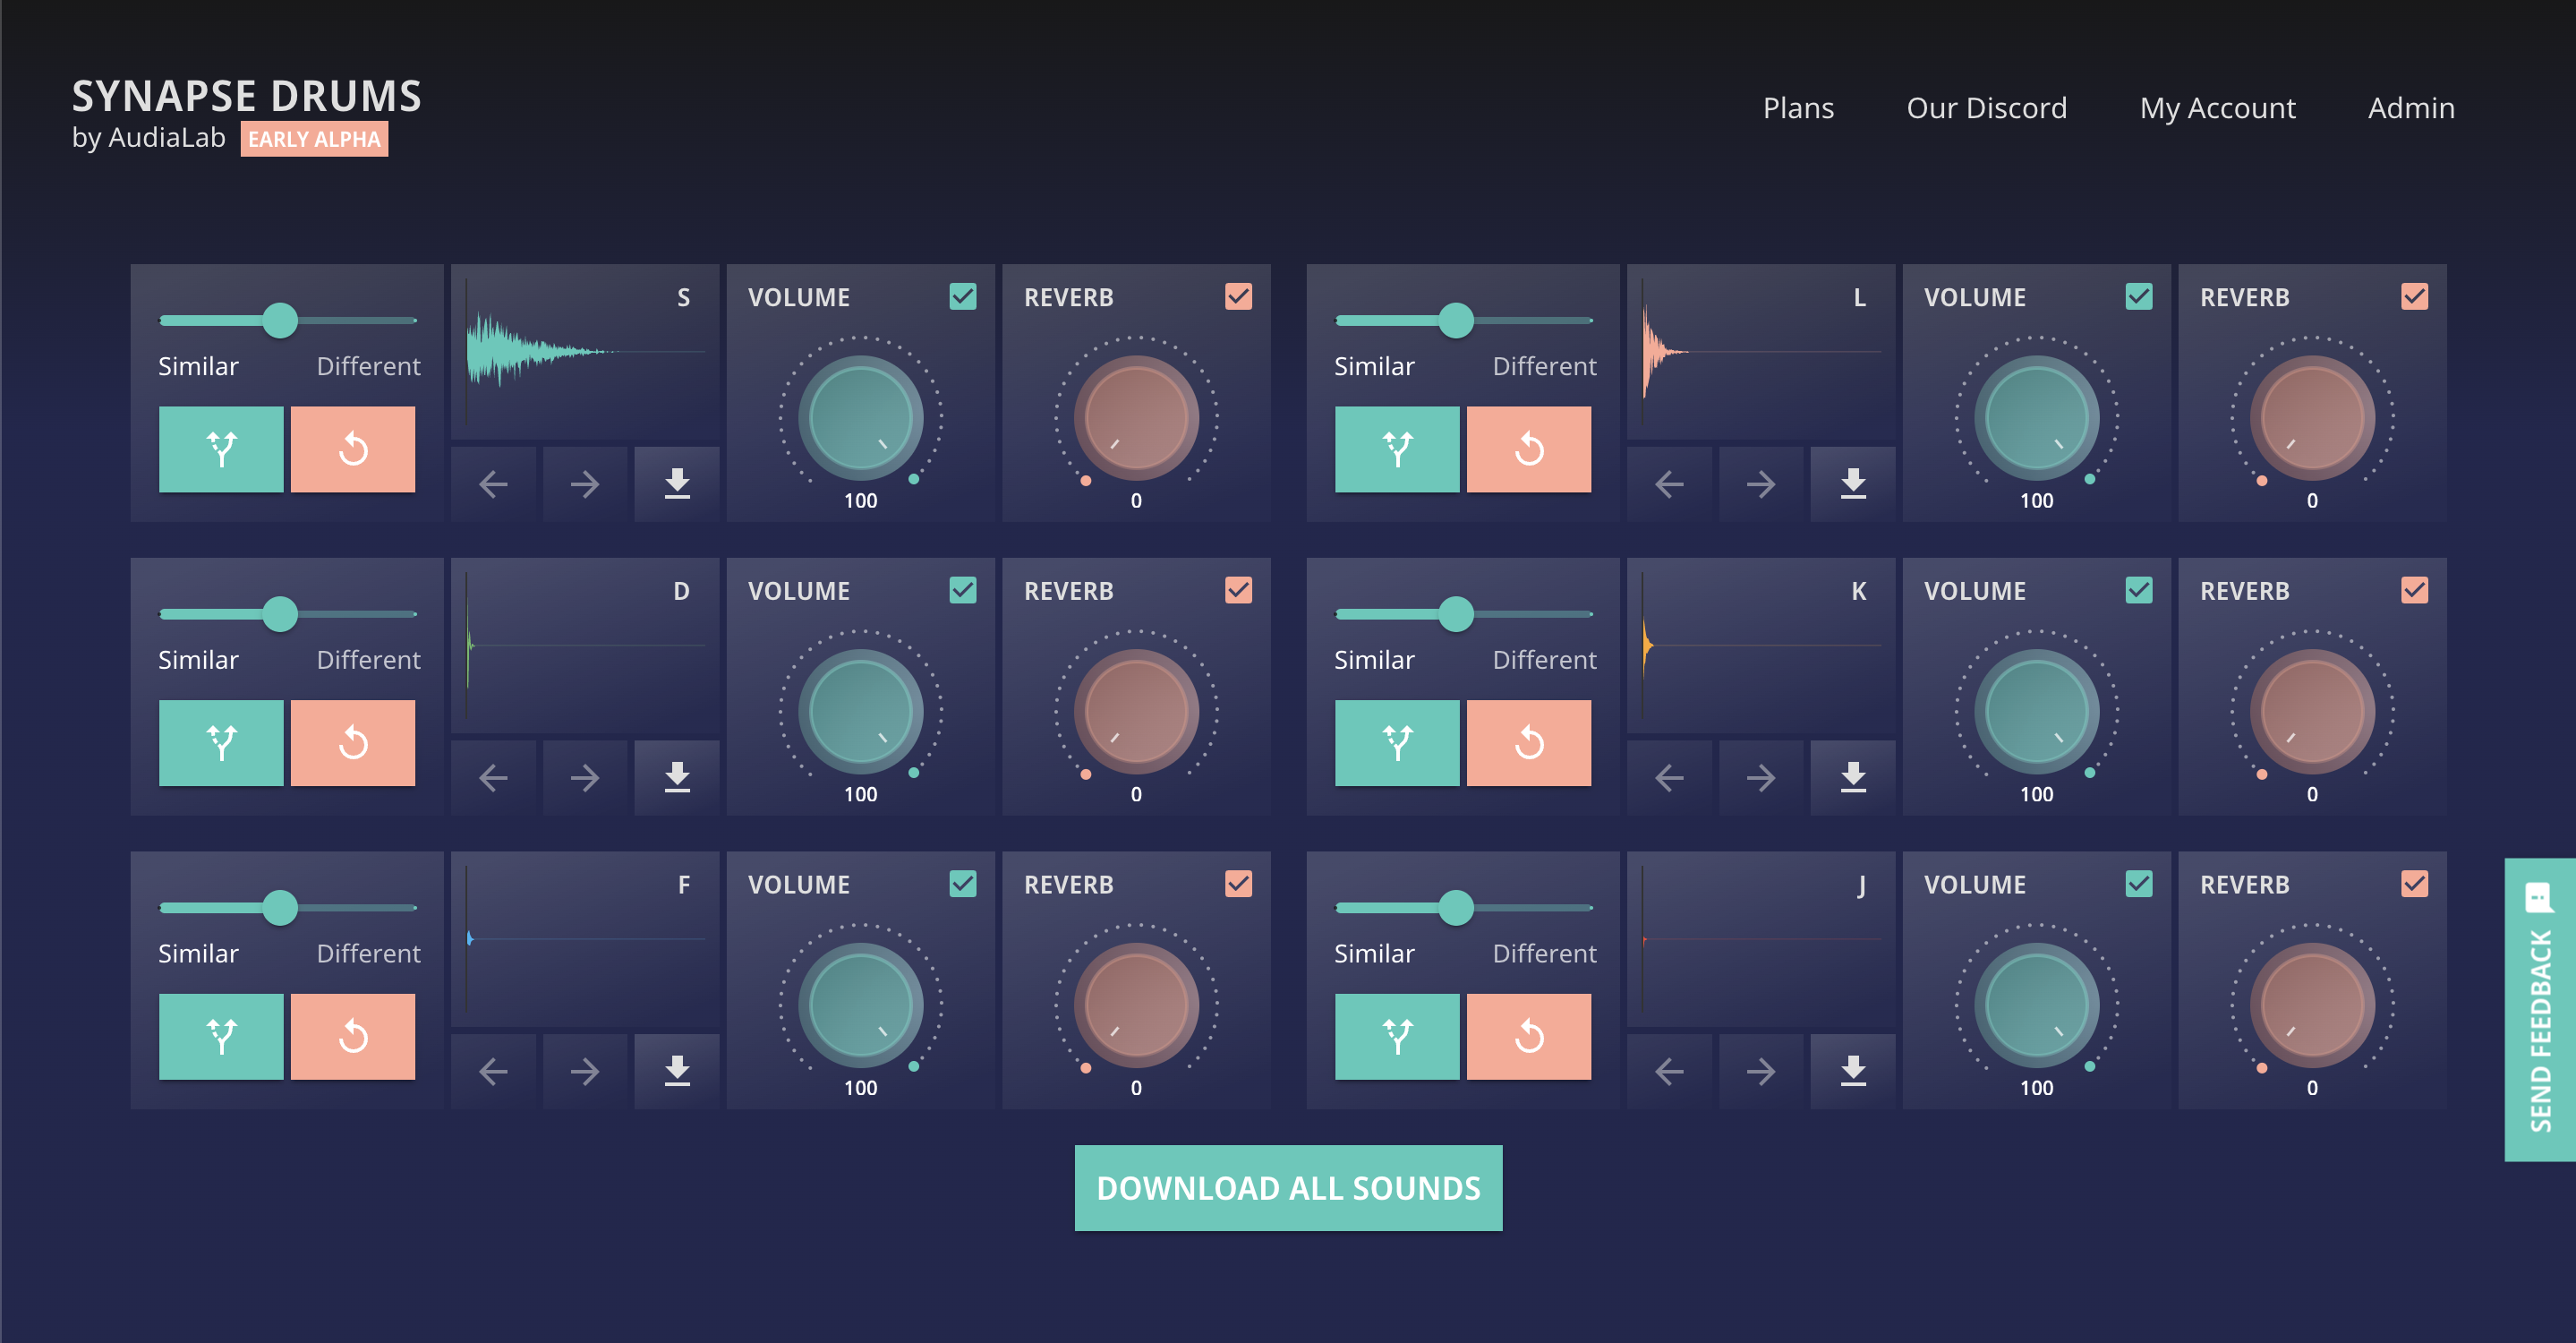 SYNAPSE DRUMS
by AudiaLab EARLY ALPHA
Plans Our Discord My Account Admin
S VOLUME REVERB L VOLUME REVERB
Similar Different Similar Different
100 0 100 0
D VOLUME REVERB K VOLUME REVERB
Similar Different Similar Different
100 0 100 0
F VOLUME REVERB J VOLUME REVERB
Similar Different Similar Different
100 0 100 0
SEND FEEDBACK
DOWNLOAD ALL SOUNDS